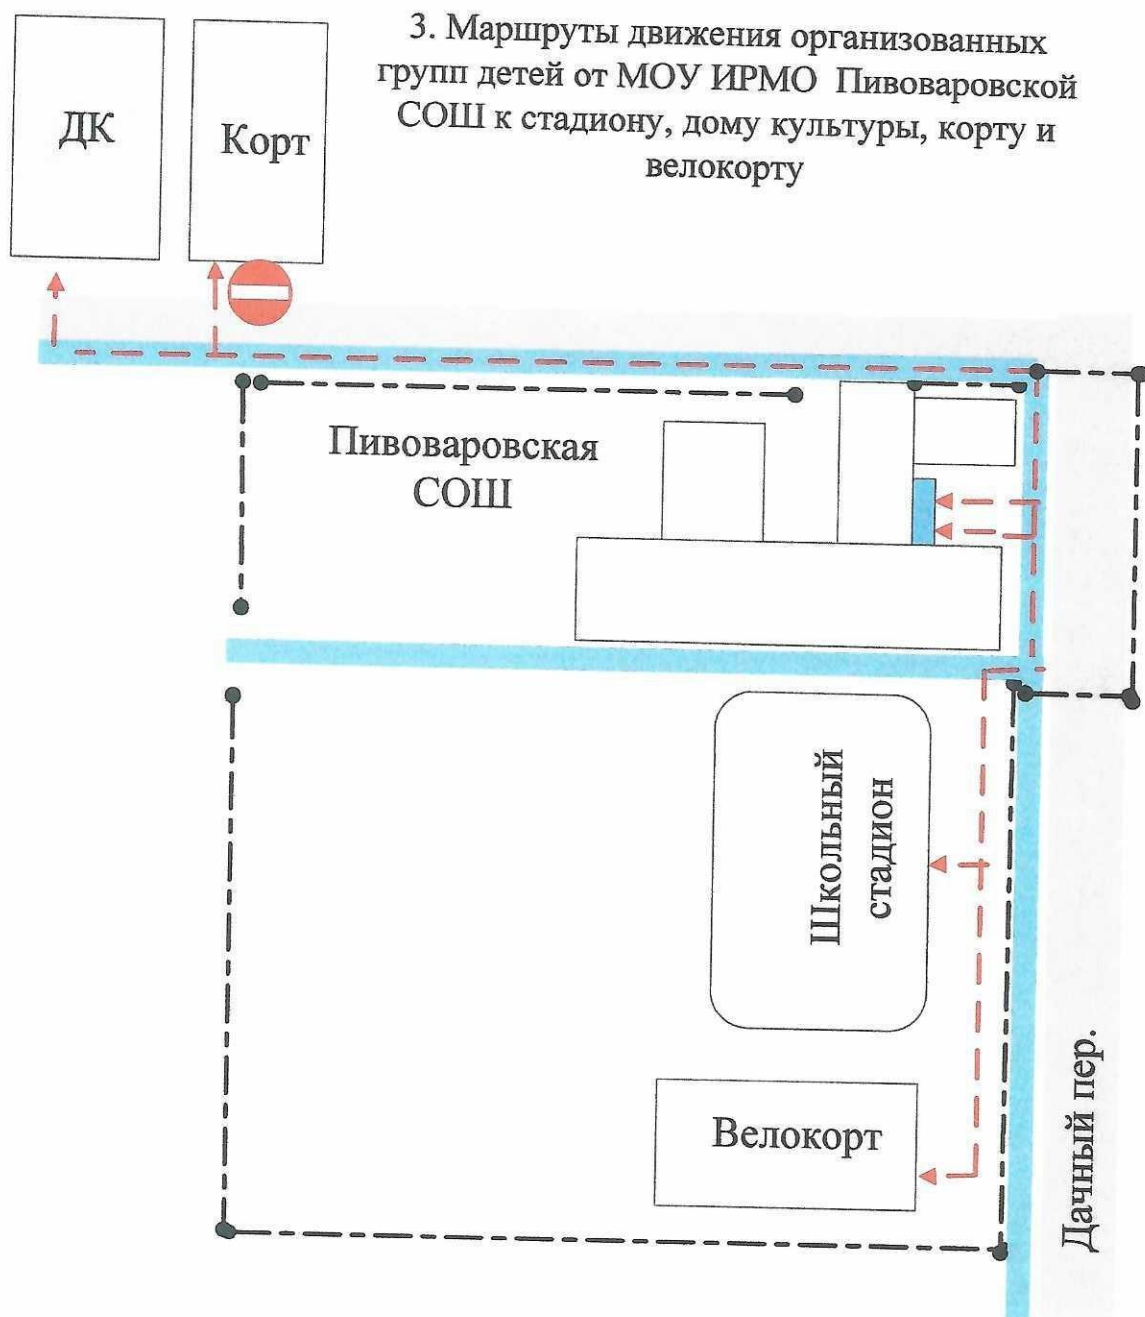 3. Маршруты движения организованных
групп детей от МОУ ИРМО Пивоваровской
СОШ к стадиону, дому культуры, корту и
велокорту
ДК
Корт
Пивоваровская
СОШ
Школьный
стадион
Велокорт
Дачный пер.